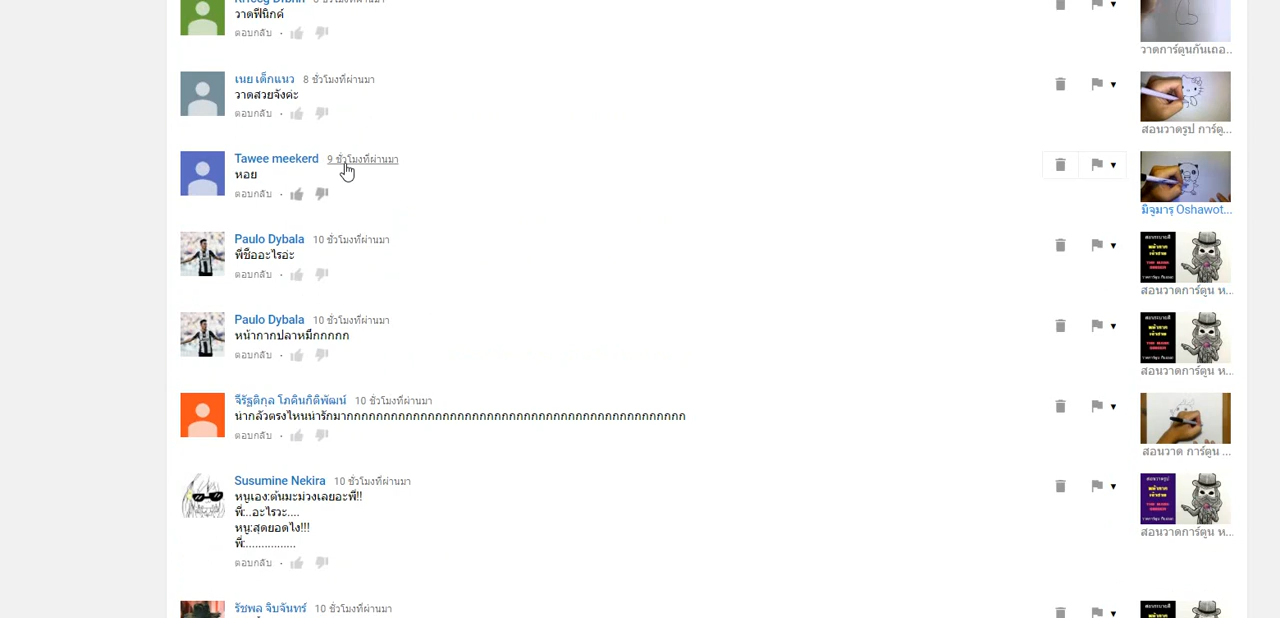 วาดฟีนิกค์
ตอบกลับ •
วาดการ์ตูนกันเถอ...
เนย เด็กแนว 8 ชั่วโมงที่ผ่านมา
วาดสวยจังค่ะ
ตอบกลับ •
สอนวาดรูป การ์ตู...
Tawee meekerd 9 ชั่วโมงที่ผ่านมา
หอย
ตอบกลับ •
มิจูมารุ Oshawot...
Paulo Dybala 10 ชั่วโมงที่ผ่านมา
พี่ชื่ออะไรอ่ะ
ตอบกลับ •
สอนวาดการ์ตูน ห...
Paulo Dybala 10 ชั่วโมงที่ผ่านมา
หน้ากากปลาหมึกกกกก
ตอบกลับ •
สอนวาดการ์ตูน ห...
จีรัฐติกุล โภคินกิติพัฒน์ 10 ชั่วโมงที่ผ่านมา
น่ากลัวตรงไหนน่ารักมากกกกกกกกกกกกกกกกกกกกกกกกกกกกกกกกกกกกกกกกกกกกกก
ตอบกลับ •
สอนวาด การ์ตูน ...
Susumine Nekira 10 ชั่วโมงที่ผ่านมา
หนูเอง:ต้นมะม่วงเลยอะพี่!!
พี่:..อะไรวะ....
หนู:สุดยอดไง!!!
พี่:................
ตอบกลับ •
สอนวาดการ์ตูน ห...
รัชพล จิบจันทร์ 10 ชั่วโมงที่ผ่านมา